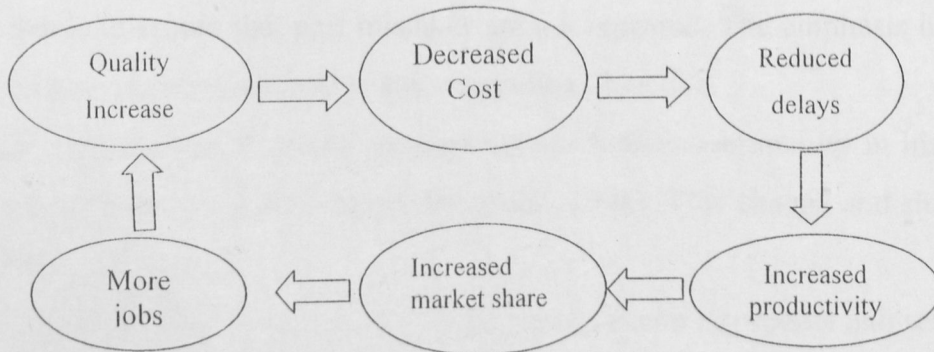 Quality
Increase
Decreased
Cost
Reduced
delays
Increased
productivity
Increased
market share
More
jobs